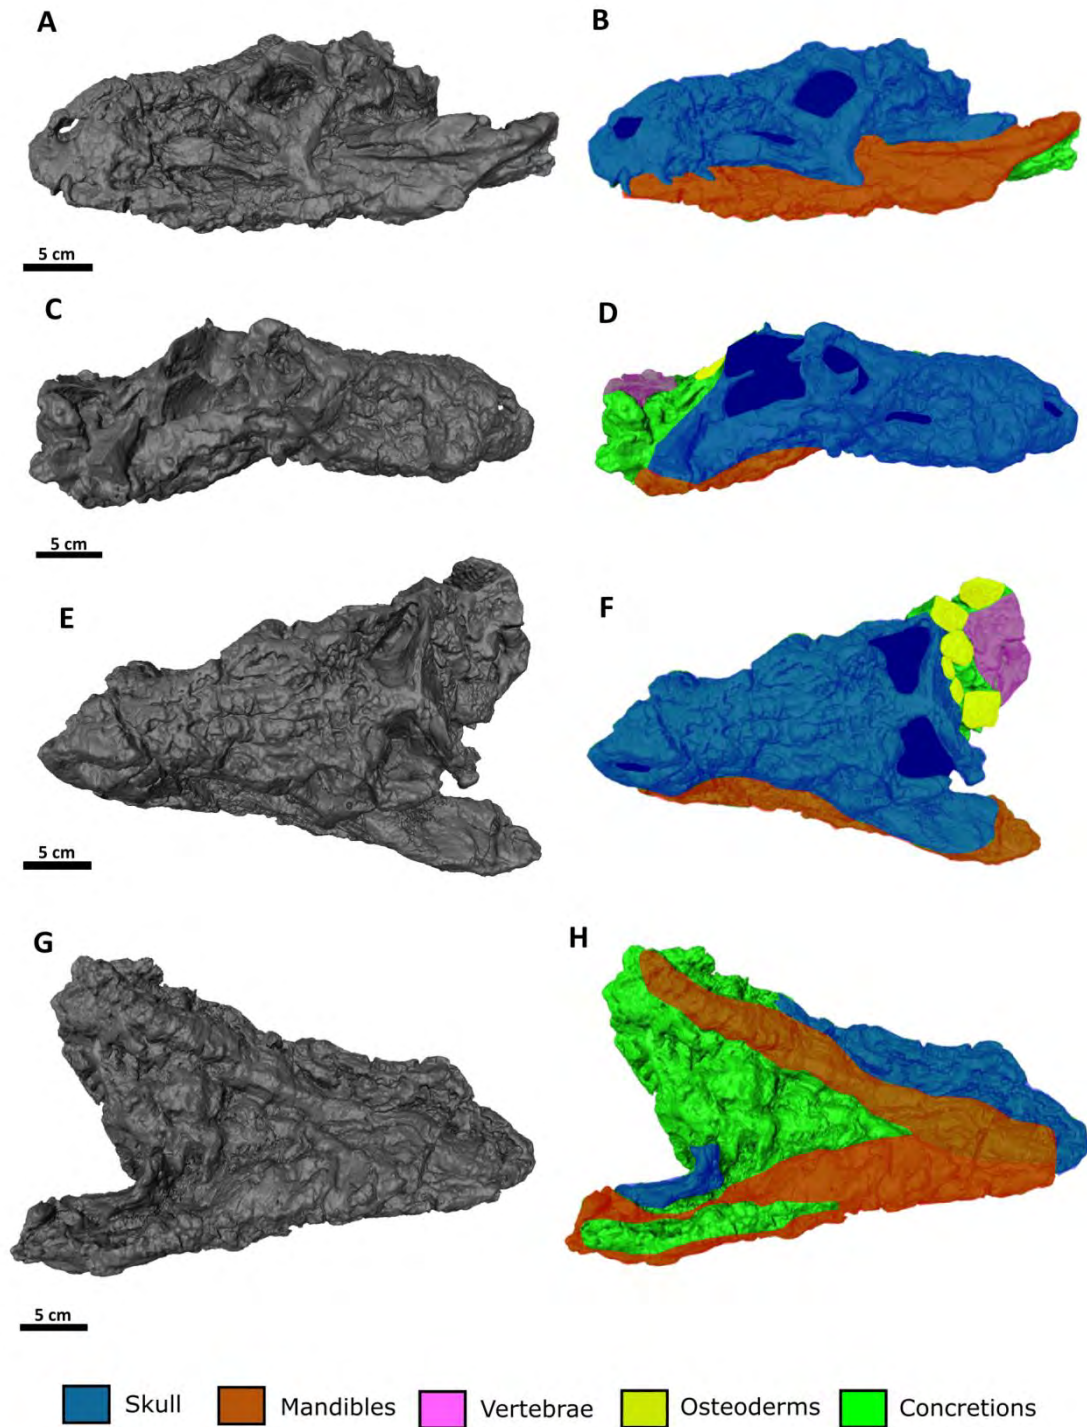 A
B
5 cm
C
D
5 cm
E
F
5 cm
G
H
5 cm
Skull
Mandibles
Vertebrae
Osteoderms
Concretions